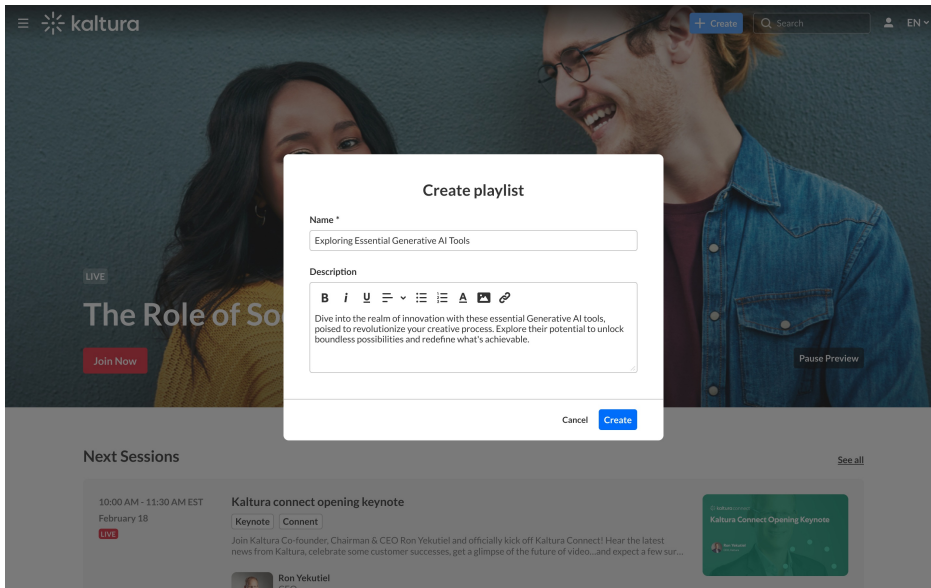 kaltura
Create
Search
EN
LIVE
The Role of So
Join Now
Pause Preview
Create playlist
Name *
Exploring Essential Generative AI Tools
Description
B i U A
Dive into the realm of innovation with these essential Generative AI tools,
poised to revolutionize your creative process. Explore their potential to unlock
boundless possibilities and redefine what's achievable.
Cancel
Create
Next Sessions
See all
10:00 AM - 11:30 AM EST
February 18
LIVE
Kaltura connect opening keynote
Keynote
Connent
Join Kaltura Co-founder, Chairman & CEO Ron Yekutiel and officially kick off Kaltura Connect! Hear the latest
news from Kaltura, celebrate some customer successes, get a glimpse of the future of video...and expect a few sur...
Kaltura Connect Opening Keynote
Ron Yekutiel
Ron Yekutiel
CEO